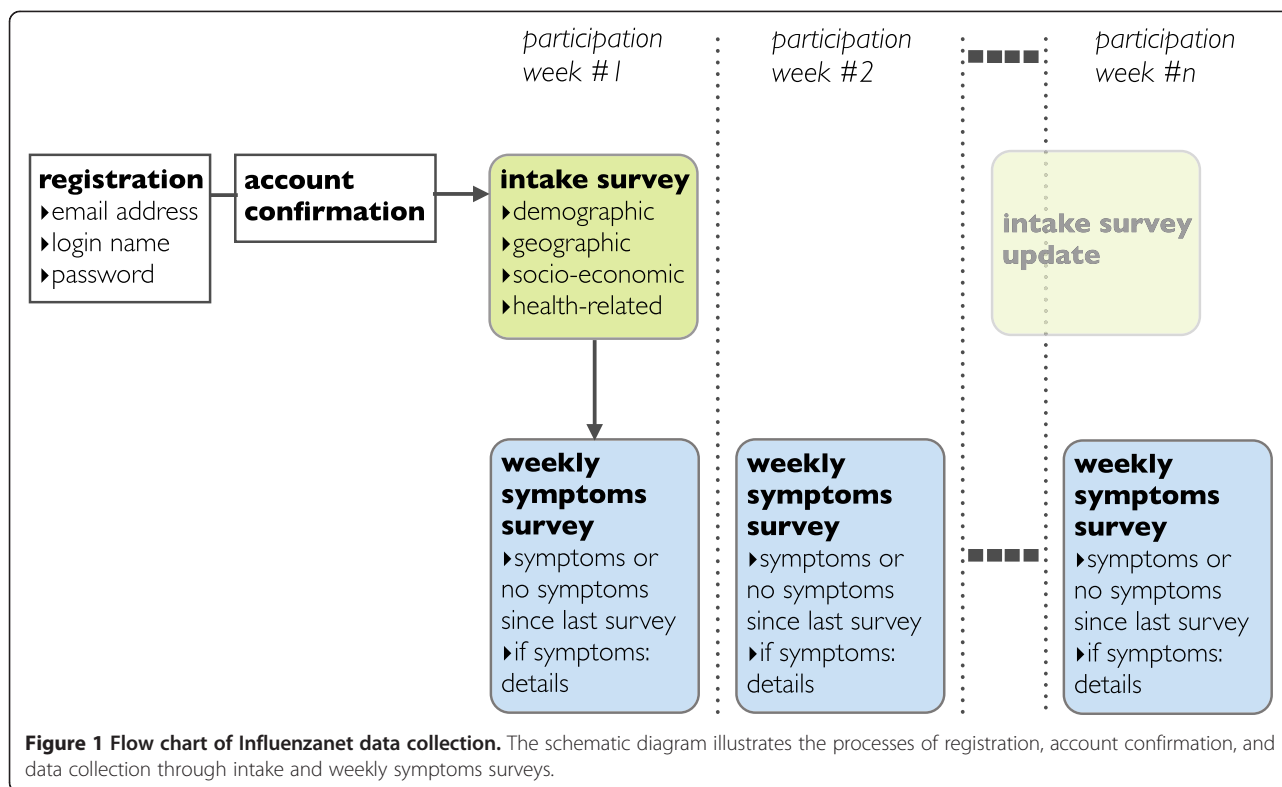 participation
week #1
participation
week #2
participation
week #n
registration
▸email address
▸login name
▸password
account
confirmation
intake survey
▸demographic
▸geographic
▸socio-economic
▸health-related
intake survey
update
weekly
symptoms
survey
▸symptoms or
no symptoms
since last survey
▸if symptoms:
details
weekly
symptoms
survey
▸symptoms or
no symptoms
since last survey
▸if symptoms:
details
weekly
symptoms
survey
▸symptoms or
no symptoms
since last survey
▸if symptoms:
details
Figure 1 Flow chart of Influenzanet data collection. The schematic diagram illustrates the processes of registration, account confirmation, and
data collection through intake and weekly symptoms surveys.